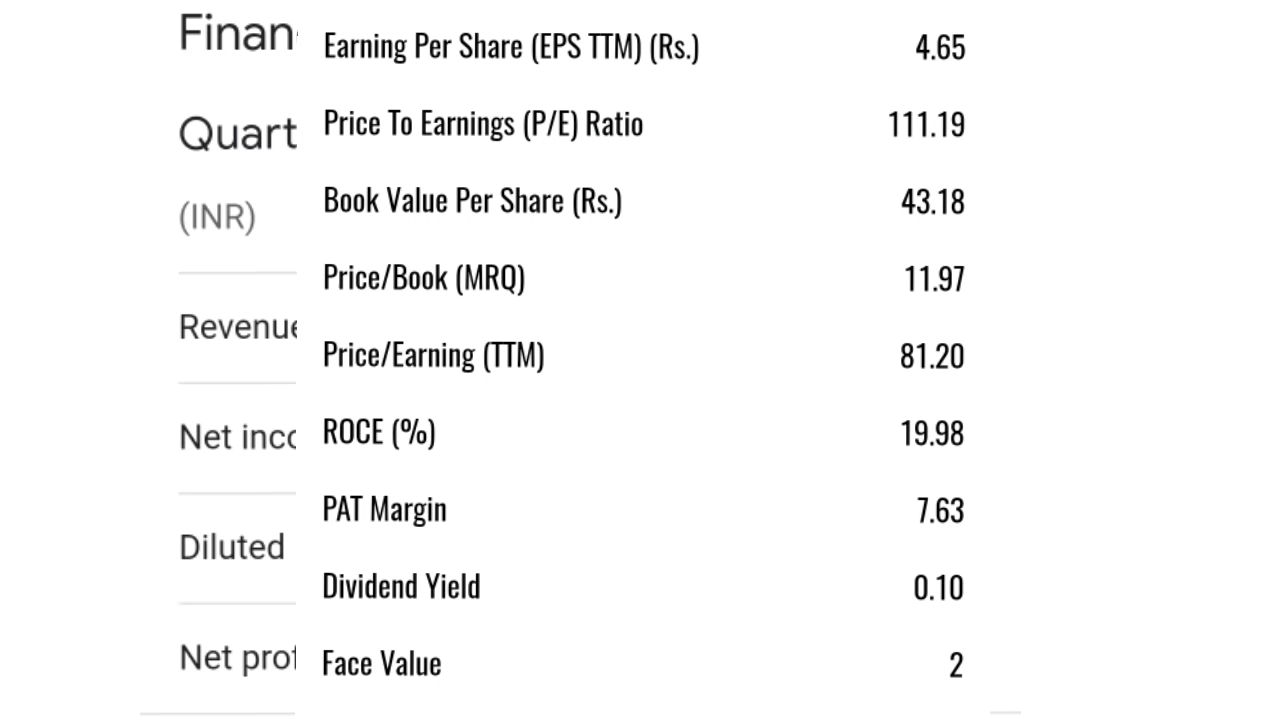 Finan
Quart
(INR)
Revenue
Net inco
Diluted
Net prof
Earning Per Share (EPS TTM) (Rs.) 4.65
Price To Earnings (P/E) Ratio 111.19
Book Value Per Share (Rs.) 43.18
Price/Book (MRQ) 11.97
Price/Earning (TTM) 81.20
ROCE (%) 19.98
PAT Margin 7.63
Dividend Yield 0.10
Face Value 2